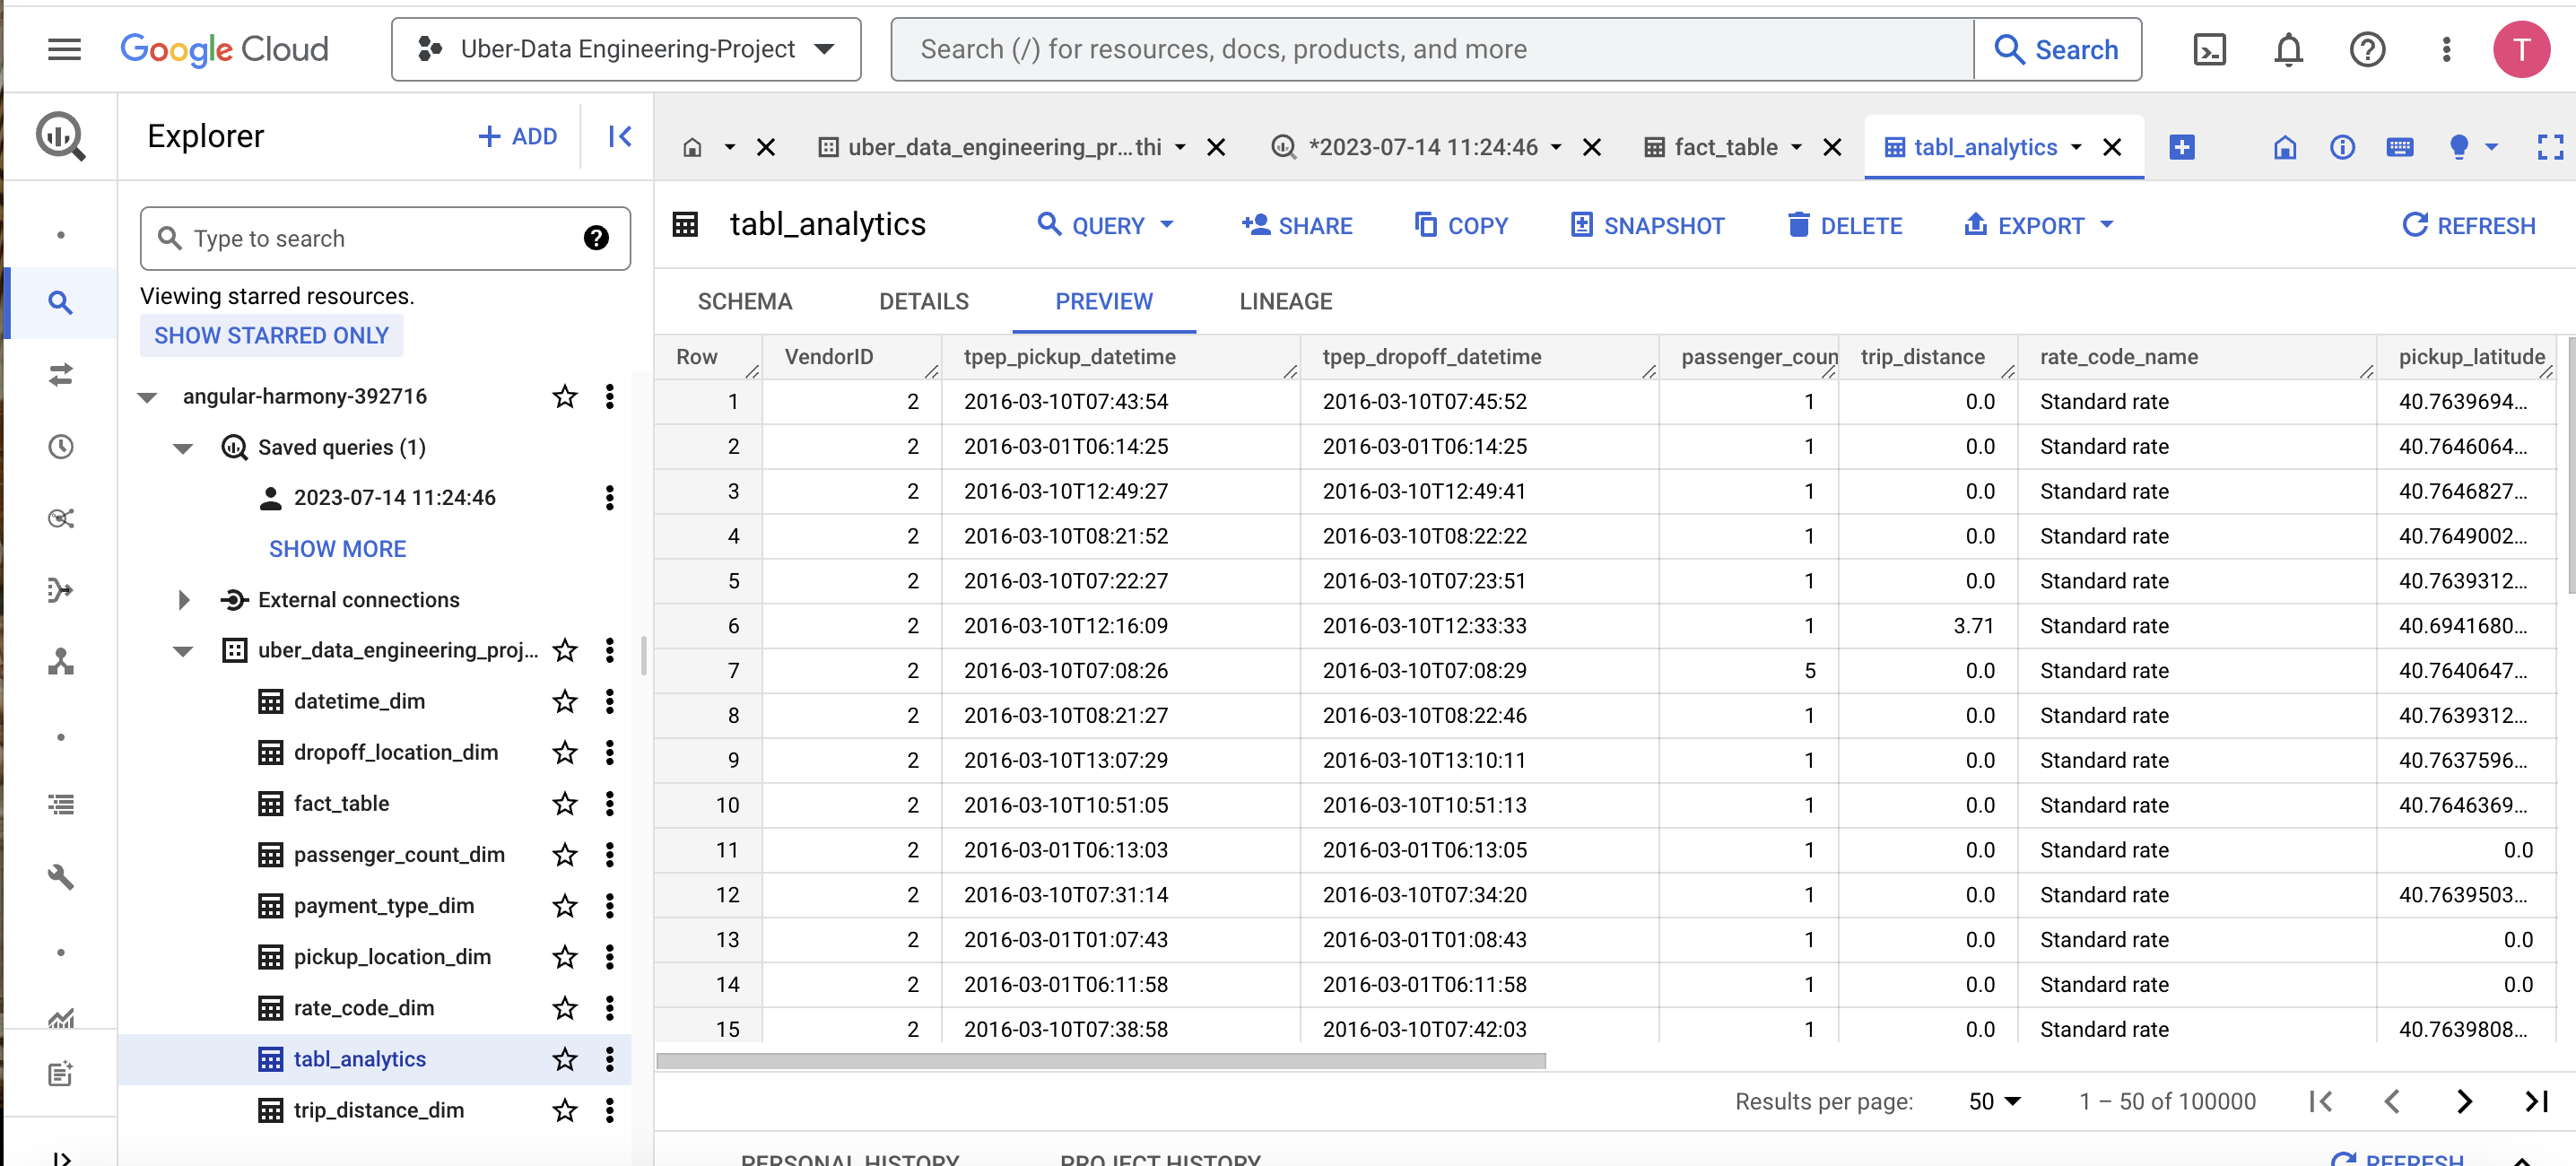 Google Cloud
Uber-Data Engineering-Project
Search (/) for resources, docs, products, and more
Search
T
Explorer
+ ADD
uber_data_engineering_pr...thi
*2023-07-14 11:24:46
fact_table
tabl_analytics
Type to search
Viewing starred resources.
SHOW STARRED ONLY
angular-harmony-392716
Saved queries (1)
2023-07-14 11:24:46
SHOW MORE
External connections
uber_data_engineering_proj...
datetime_dim
dropoff_location_dim
fact_table
passenger_count_dim
payment_type_dim
pickup_location_dim
rate_code_dim
tabl_analytics
trip_distance_dim
tabl_analytics
QUERY
SHARE
COPY
SNAPSHOT
DELETE
EXPORT
REFRESH
SCHEMA DETAILS PREVIEW LINEAGE
Row VendorID tpep_pickup_datetime tpep_dropoff_datetime passenger_coun trip_distance rate_code_name pickup_latitude
1 2 2016-03-10T07:43:54 2016-03-10T07:45:52 1 0.0 Standard rate 40.7639694...
2 2 2016-03-01T06:14:25 2016-03-01T06:14:25 1 0.0 Standard rate 40.7646064...
3 2 2016-03-10T12:49:27 2016-03-10T12:49:41 1 0.0 Standard rate 40.7646827...
4 2 2016-03-10T08:21:52 2016-03-10T08:22:22 1 0.0 Standard rate 40.7649002...
5 2 2016-03-10T07:22:27 2016-03-10T07:23:51 1 0.0 Standard rate 40.7639312...
6 2 2016-03-10T12:16:09 2016-03-10T12:33:33 1 3.71 Standard rate 40.6941680...
7 2 2016-03-10T07:08:26 2016-03-10T07:08:29 5 0.0 Standard rate 40.7640647...
8 2 2016-03-10T08:21:27 2016-03-10T08:22:46 1 0.0 Standard rate 40.7639312...
9 2 2016-03-10T13:07:29 2016-03-10T13:10:11 1 0.0 Standard rate 40.7637596...
10 2 2016-03-10T10:51:05 2016-03-10T10:51:13 1 0.0 Standard rate 40.7646369...
11 2 2016-03-01T06:13:03 2016-03-01T06:13:05 1 0.0 Standard rate 0.0
12 2 2016-03-10T07:31:14 2016-03-10T07:34:20 1 0.0 Standard rate 40.7639503...
13 2 2016-03-01T01:07:43 2016-03-01T01:08:43 1 0.0 Standard rate 0.0
14 2 2016-03-01T06:11:58 2016-03-01T06:11:58 1 0.0 Standard rate 0.0
15 2 2016-03-10T07:38:58 2016-03-10T07:42:03 1 0.0 Standard rate 40.7639808...
Results per page: 50 1 – 50 of 100000
PERSONAL HISTORY PROJECT HISTORY REFRESH